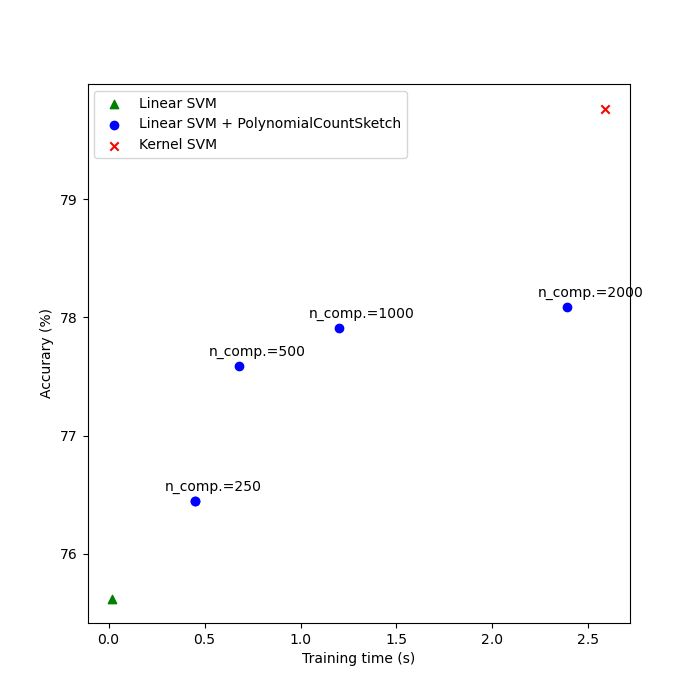 Linear SVM
Linear SVM + PolynomialCountSketch
Kernel SVM
79
n_comp.=2000
78
n_comp.=1000
n_comp.=500
77
n_comp.=250
76
Accurary (%)
0.0 0.5 1.0 1.5 2.0 2.5
Training time (s)